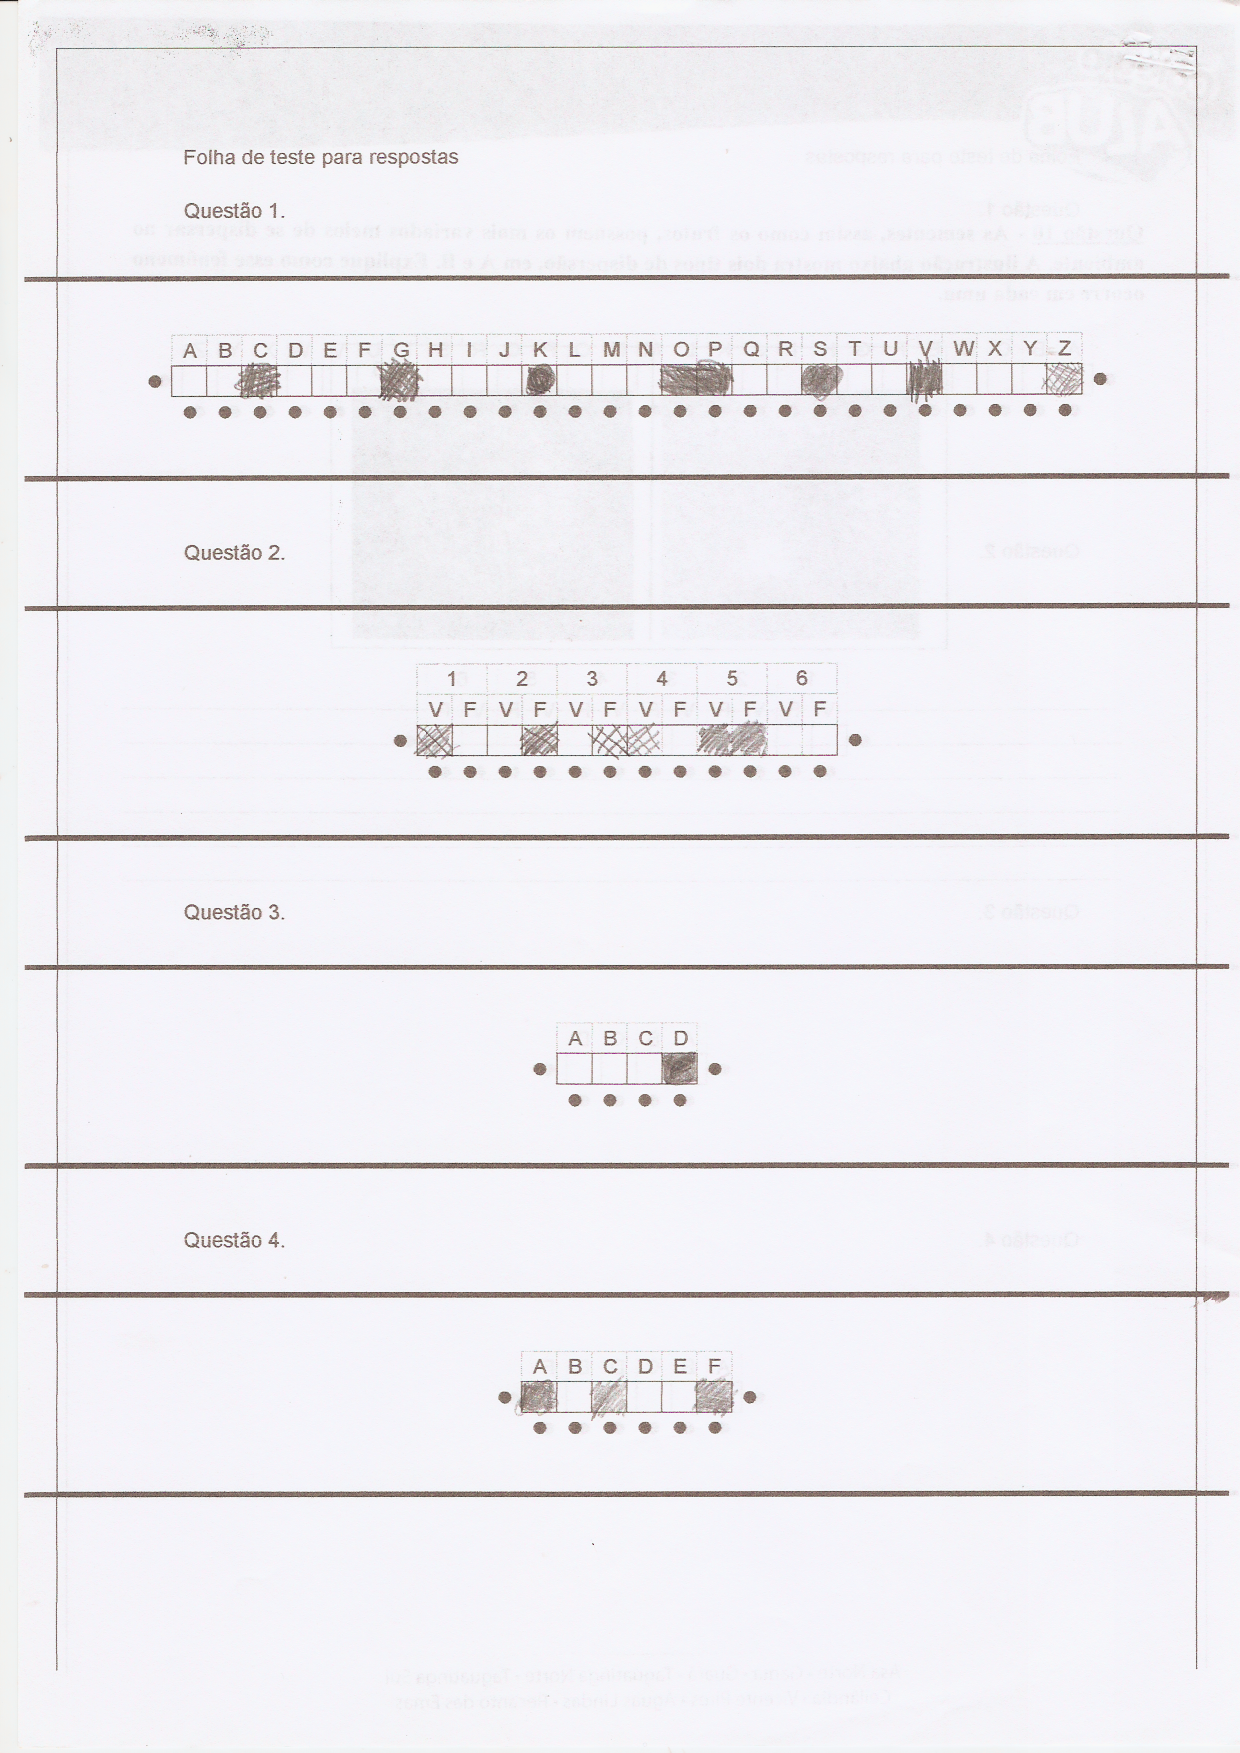 Folha de teste para respostas
Questão 1.
A B C D E F G H I J K L M N O P Q R S T U V W X Y Z
Questão 2.
1 2 3 4 5 6
V F V F V F V F V F V F
Questão 3.
A B C D
Questão 4.
A B C D E F